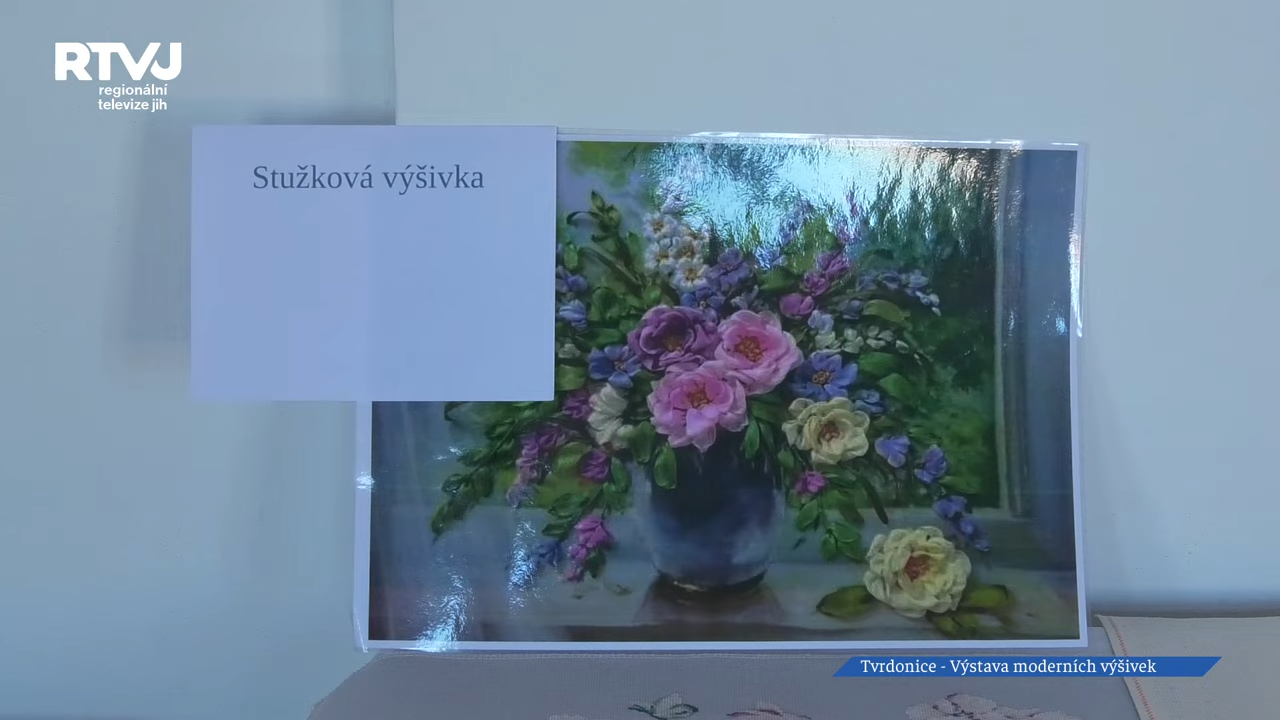 RTVJ
regionální
televize jih
Stužková výšivka
Tvrdonice - Výstava moderních výšivek